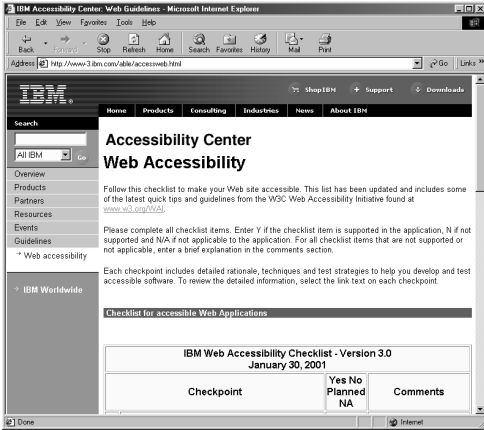 IBM Accessibility Center: Web Guidelines - Microsoft Internet Explorer
File Edit View Favorites Tools Help
Back Forward Stop Refresh Home Search Favorites History Mail Print
Address http://www-3.ibm.com/able/accessweb.html Go Links »
IBM®
Shop IBM + Support Downloads
Home Products Consulting Industries News About IBM
Search
All IBM Go
Overview
Products
Partners
Resources
Events
Guidelines
Web accessibility
IBM Worldwide
Accessibility Center
Web Accessibility
Follow this checklist to make your Web site accessible. This list has been updated and includes some
of the latest quick tips and guidelines from the W3C Web Accessibility Initiative found at
www.w3.org/WAI.
Please complete all checklist items. Enter Y if the checklist item is supported in the application, N if not
supported and N/A if not applicable to the application. For all checklist items that are not supported or
not applicable, enter a brief explanation in the comments section.
Each checkpoint includes detailed rationale, techniques and test strategies to help you develop and test
accessible software. To review the detailed information, select the link text on each checkpoint.
Checklist for accessible Web Applications
IBM Web Accessibility Checklist - Version 3.0
January 30, 2001
Checkpoint
Yes No
Planned
NA
Comments
Done
Internet